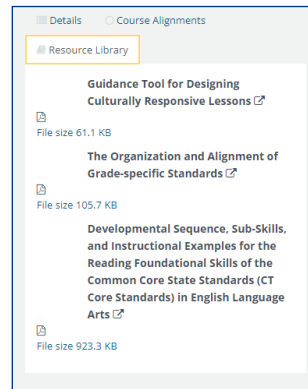 Details Course Alignments
Resource Library
Guidance Tool for Designing
Culturally Responsive Lessons
File size 61.1 KB
The Organization and Alignment of
Grade-specific Standards
File size 105.7 KB
Developmental Sequence, Sub-Skills,
and Instructional Examples for the
Reading Foundational Skills of the
Common Core State Standards (CT
Core Standards) in English Language
Arts
File size 923.3 KB